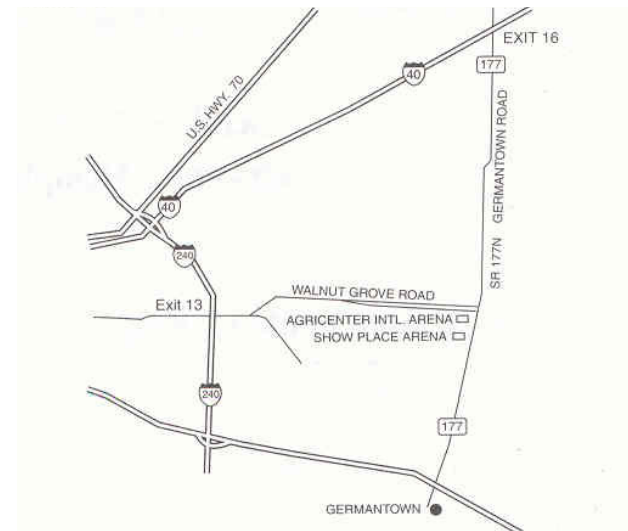 EXIT 16
40
177
U.S. HWY. 70
SR 177N GERMANTOWN ROAD
40
240
WALNUT GROVE ROAD
Exit 13
AGRICENTER INTL. ARENA
SHOW PLACE ARENA
240
177
GERMANTOWN